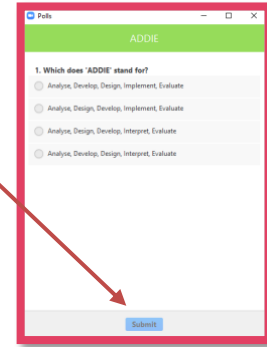 Polls
ADDIE
1. Which does 'ADDIE' stand for?
Analyse, Develop, Design, Implement, Evaluate
Analyse, Design, Develop, Implement, Evaluate
Analyse, Design, Develop, Interpret, Evaluate
Analyse, Develop, Design, Interpret, Evaluate
Submit